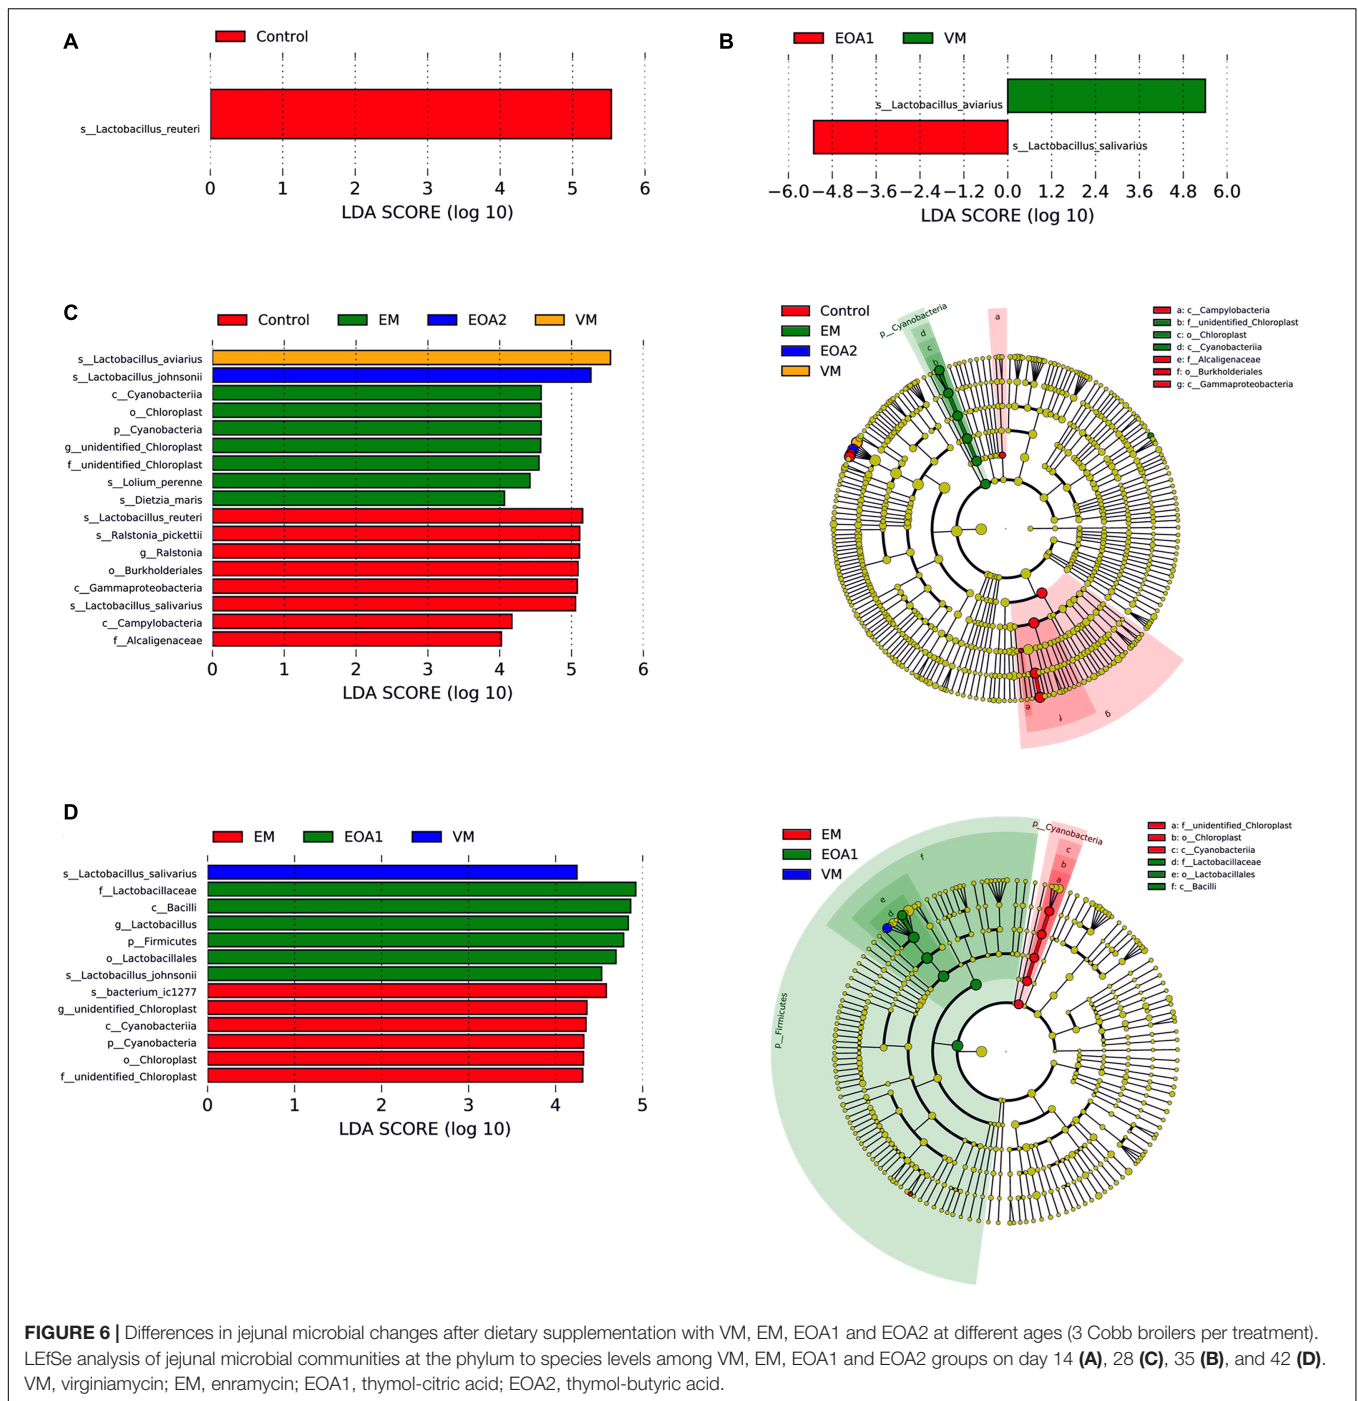 A
Control
s__Lactobacillus_reuteri
0 1 2 3 4 5 6
LDA SCORE (log 10)
B
EOA1 VM
s__Lactobacillus_aviarius
s__Lactobacillus_salivarius
−6.0 −4.8 −3.6 −2.4 −1.2 0.0 1.2 2.4 3.6 4.8 6.0
LDA SCORE (log 10)
C
Control EM EOA2 VM
s__Lactobacillus_aviarius
s__Lactobacillus_johnsonii
c__Cyanobacteriia
o__Chloroplast
p__Cyanobacteria
g__unidentified_Chloroplast
f__unidentified_Chloroplast
s__Lolium_perenne
s__Dietzia_maris
s__Lactobacillus_reuteri
s__Ralstonia_pickettii
g__Ralstonia
o__Burkholderiales
c__Gammaproteobacteria
s__Lactobacillus_salivarius
c__Campylobacteria
f__Alcaligenaceae
0 1 2 3 4 5 6
LDA SCORE (log 10)
Control
EM
EOA2
VM
p__Cyanobacteria
d
c
b
a
e
f
g
a: c__Campylobacteria
b: f__unidentified_Chloroplast
c: o__Chloroplast
d: c__Cyanobacteriia
e: f__Alcaligenaceae
f: o__Burkholderiales
g: c__Gammaproteobacteria
D
EM EOA1 VM
s__Lactobacillus_salivarius
f__Lactobacillaceae
c__Bacilli
g__Lactobacillus
p__Firmicutes
o__Lactobacillales
s__Lactobacillus_johnsonii
s__bacterium_ic1277
g__unidentified_Chloroplast
c__Cyanobacteriia
p__Cyanobacteria
o__Chloroplast
f__unidentified_Chloroplast
0 1 2 3 4 5
LDA SCORE (log 10)
EM
EOA1
VM
p__Cyanobacteria
c
b
a
f
e
d
p__Firmicutes
a: f__unidentified_Chloroplast
b: o__Chloroplast
c: c__Cyanobacteriia
d: f__Lactobacillaceae
e: o__Lactobacillales
f: c__Bacilli
FIGURE 6 | Differences in jejunal microbial changes after dietary supplementation with VM, EM, EOA1 and EOA2 at different ages (3 Cobb broilers per treatment).
LEfSe analysis of jejunal microbial communities at the phylum to species levels among VM, EM, EOA1 and EOA2 groups on day 14 (A), 28 (C), 35 (B), and 42 (D).
VM, virginiamycin; EM, enramycin; EOA1, thymol-citric acid; EOA2, thymol-butyric acid.